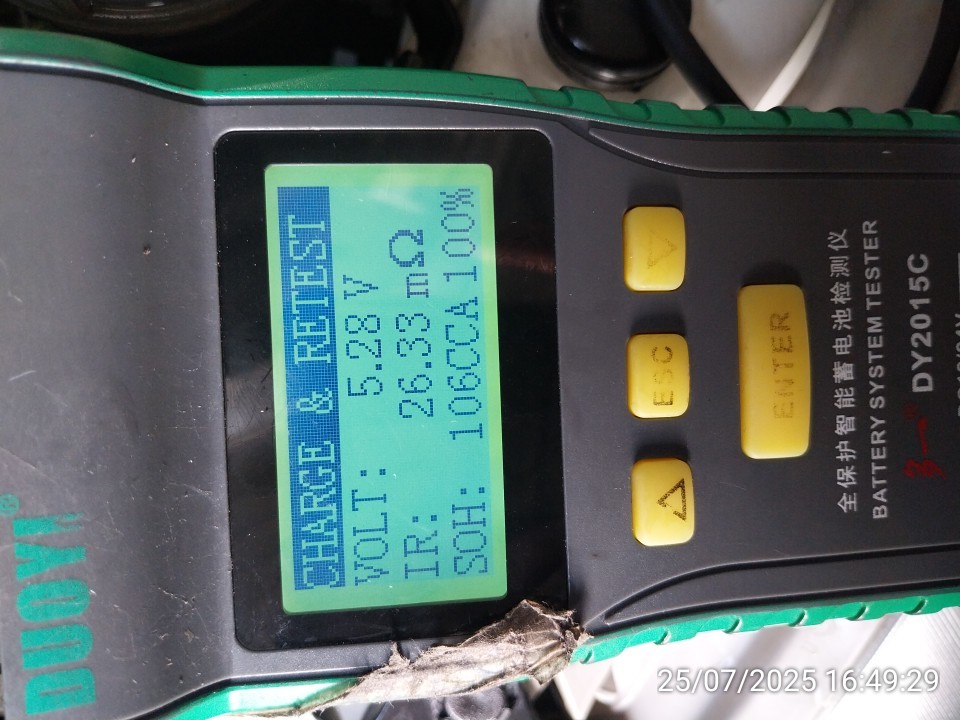 DUOYI®
CHARGE & RETEST
VOLT: 5.28 V
IR: 26.33 mΩ
SOH: 106CCA 100%
ESC
ENTER
全保护智能蓄电池检测仪
BATTERY SYSTEM TESTER
DY2015C
25/07/2025 16:49:29